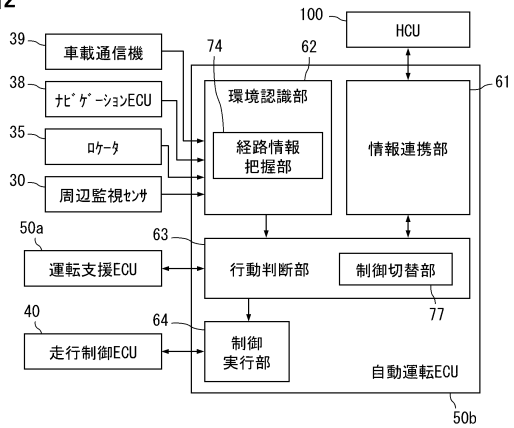 2
39
車載通信機
38
ﾅﾋﾞｹﾞｰｼｮﾝECU
35
ﾛｹｰﾀ
30
周辺監視ｾﾝｻ
50a
運転支援ECU
40
走行制御ECU
100
HCU
62
環境認識部
74
経路情報
把握部
61
情報連携部
63
行動判断部
制御切替部
77
64
制御
実行部
自動運転ECU
50b